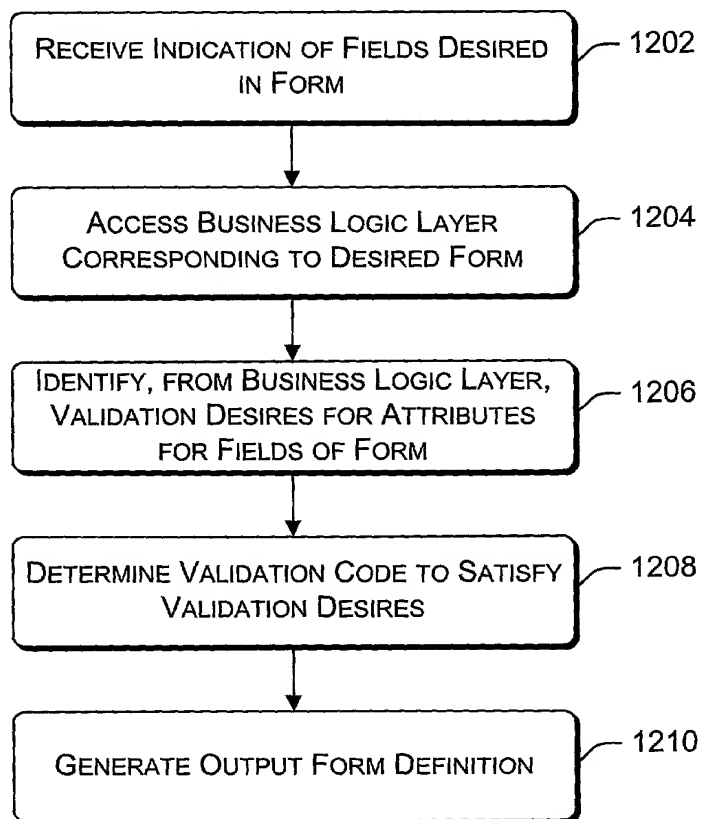 RECEIVE INDICATION OF FIELDS DESIRED
IN FORM
1202
ACCESS BUSINESS LOGIC LAYER
CORRESPONDING TO DESIRED FORM
1204
IDENTIFY, FROM BUSINESS LOGIC LAYER,
VALIDATION DESIRES FOR ATTRIBUTES
FOR FIELDS OF FORM
1206
DETERMINE VALIDATION CODE TO SATISFY
VALIDATION DESIRES
1208
GENERATE OUTPUT FORM DEFINITION
1210